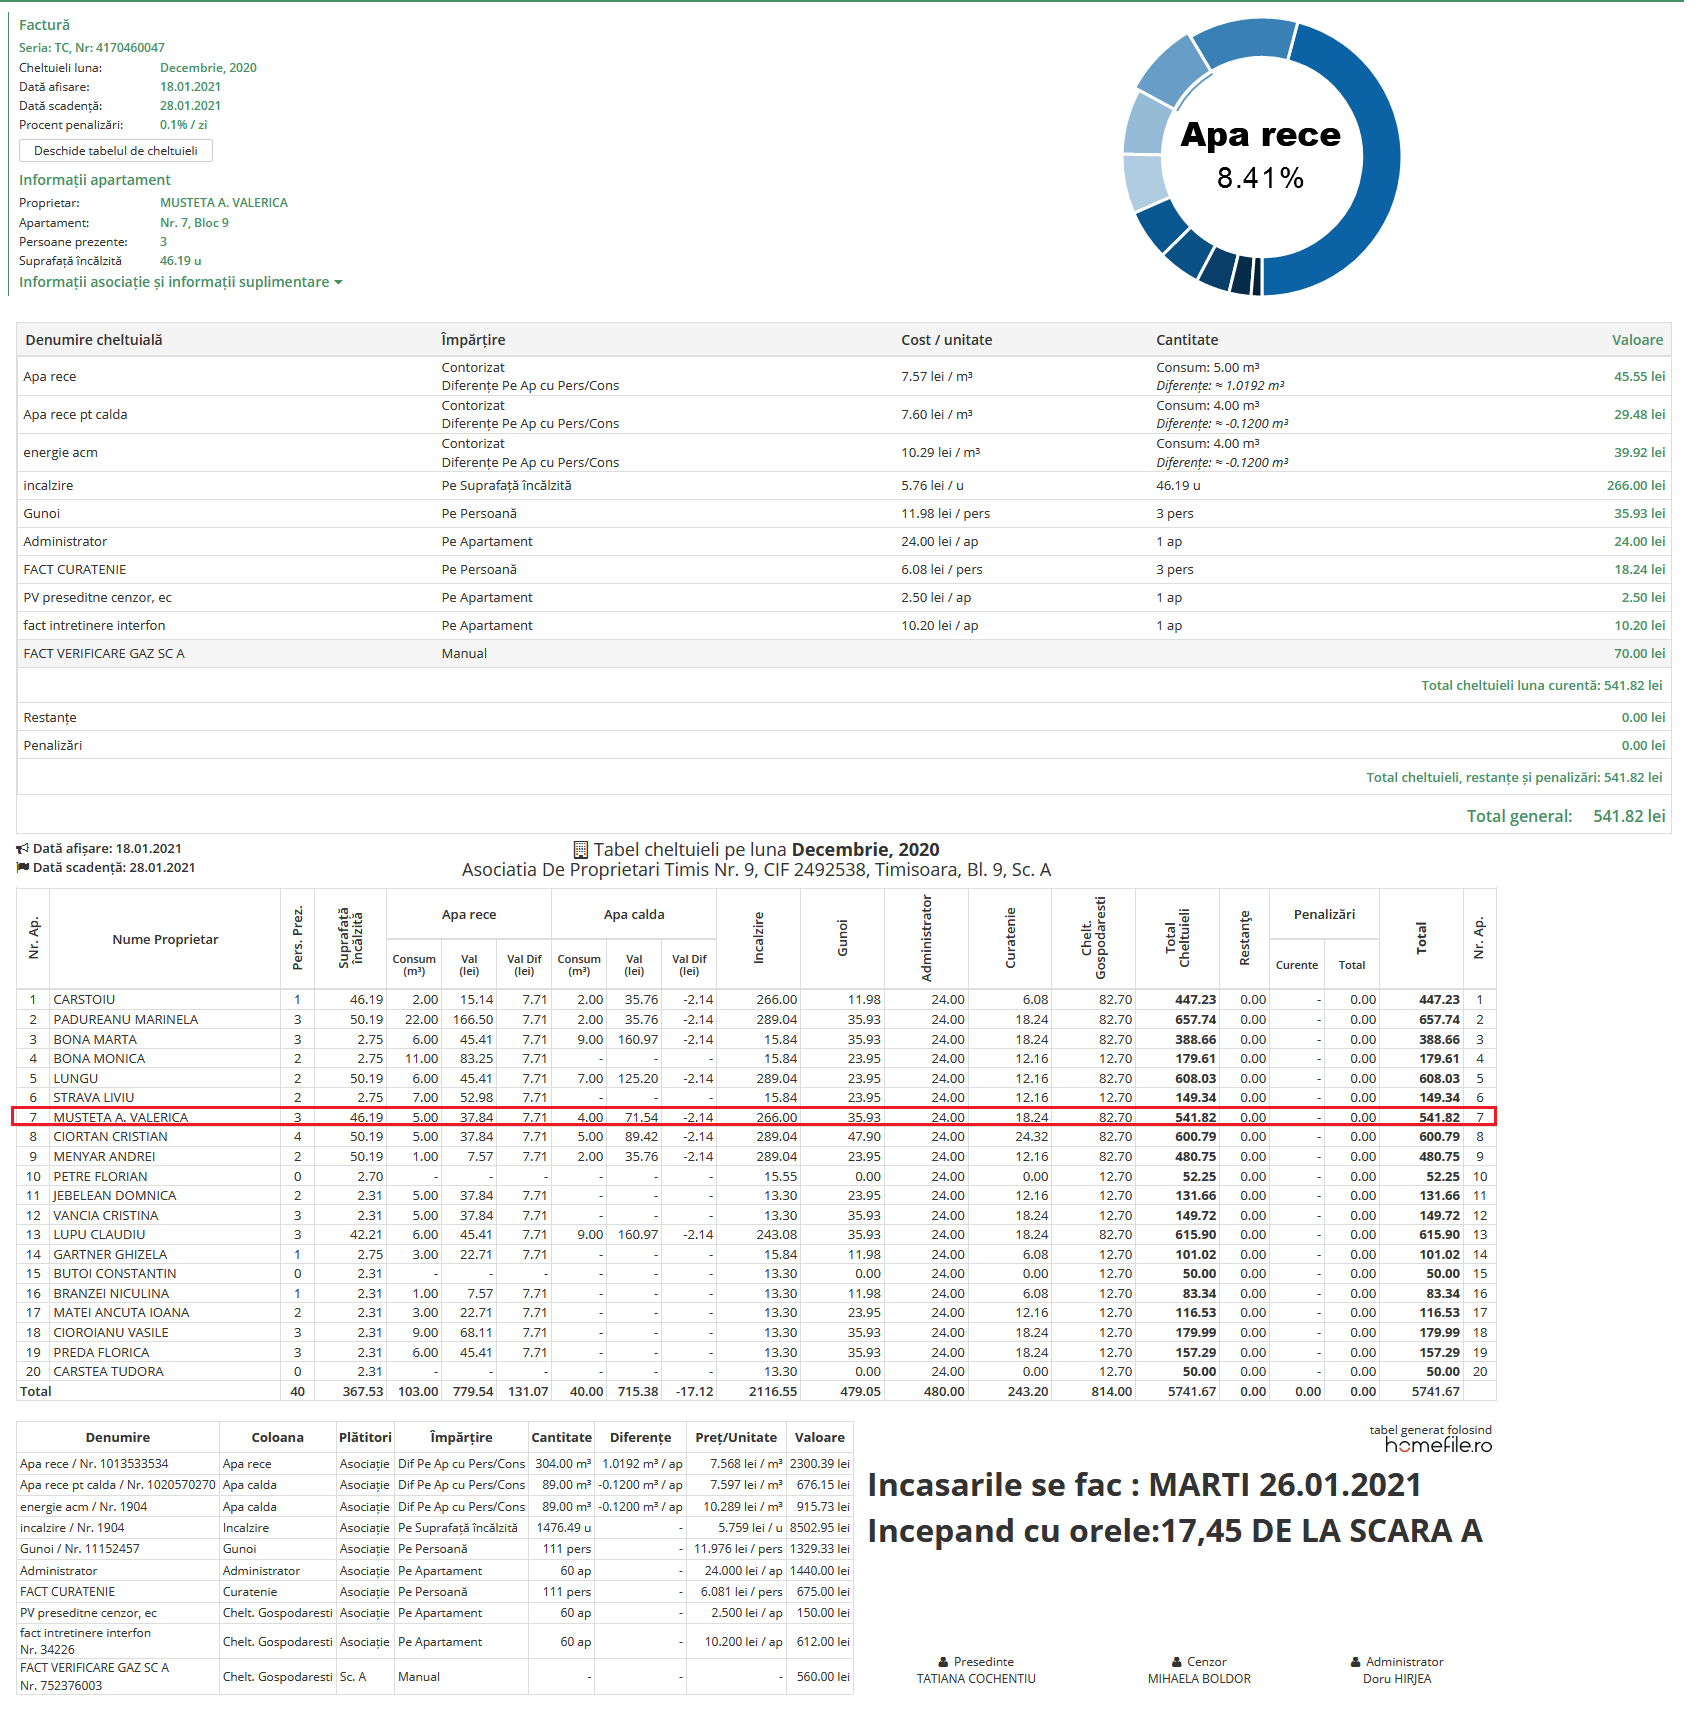 Factură
Seria: TC, Nr: 4170460047
Cheltuieli luna: Decembrie, 2020
Dată afisare: 18.01.2021
Dată scadență: 28.01.2021
Procent penalizări: 0.1% / zi
Deschide tabelul de cheltuieli
Informații apartament
Proprietar: MUSTETA A. VALERICA
Apartament: Nr. 7, Bloc 9
Persoane prezente: 3
Suprafață încălzită 46.19 u
Informații asociație și informații suplimentare
Apa rece
8.41%
Denumire cheltuială Împărțire Cost / unitate Cantitate Valoare
Apa rece Contorizat Diferențe Pe Ap cu Pers/Cons 7.57 lei / m³ Consum: 5.00 m³ Diferențe: ≈ 1.0192 m³ 45.55 lei
Apa rece pt calda Contorizat Diferențe Pe Ap cu Pers/Cons 7.60 lei / m³ Consum: 4.00 m³ Diferențe: ≈ -0.1200 m³ 29.48 lei
energie acm Contorizat Diferențe Pe Ap cu Pers/Cons 10.29 lei / m³ Consum: 4.00 m³ Diferențe: ≈ -0.1200 m³ 39.92 lei
incalzire Pe Suprafață încălzită 5.76 lei / u 46.19 u 266.00 lei
Gunoi Pe Persoană 11.98 lei / pers 3 pers 35.93 lei
Administrator Pe Apartament 24.00 lei / ap 1 ap 24.00 lei
FACT CURATENIE Pe Persoană 6.08 lei / pers 3 pers 18.24 lei
PV preseditne cenzor, ec Pe Apartament 2.50 lei / ap 1 ap 2.50 lei
fact intretinere interfon Pe Apartament 10.20 lei / ap 1 ap 10.20 lei
FACT VERIFICARE GAZ SC A Manual 70.00 lei
Total cheltuieli luna curentă: 541.82 lei
Restanțe 0.00 lei
Penalizări 0.00 lei
Total cheltuieli, restanțe și penalizări: 541.82 lei
Total general: 541.82 lei
Dată afișare: 18.01.2021
Dată scadență: 28.01.2021
Tabel cheltuieli pe luna Decembrie, 2020
Asociatia De Proprietari Timis Nr. 9, CIF 2492538, Timisoara, Bl. 9, Sc. A
Nr. Ap. Nume Proprietar Pers. Prez. Suprafață încălzită Apa rece Apa calda Incalzire Gunoi Administrator Curatenie Chelt. Gospodaresti Total Cheltuieli Restanțe Penalizări Total Nr. Ap.
Consum (m³) Val (lei) Val Dif (lei) Consum (m³) Val (lei) Val Dif (lei) Curente Total
1 CARSTOIU 1 46.19 2.00 15.14 7.71 2.00 35.76 -2.14 266.00 11.98 24.00 6.08 82.70 447.23 0.00 - 0.00 447.23 1
2 PADUREANU MARINELA 3 50.19 22.00 166.50 7.71 2.00 35.76 -2.14 289.04 35.93 24.00 18.24 82.70 657.74 0.00 - 0.00 657.74 2
3 BONA MARTA 3 2.75 6.00 45.41 7.71 9.00 160.97 -2.14 15.84 35.93 24.00 18.24 82.70 388.66 0.00 - 0.00 388.66 3
4 BONA MONICA 2 2.75 11.00 83.25 7.71 - - - 15.84 23.95 24.00 12.16 12.70 179.61 0.00 - 0.00 179.61 4
5 LUNGU 2 50.19 6.00 45.41 7.71 7.00 125.20 -2.14 289.04 23.95 24.00 12.16 82.70 608.03 0.00 - 0.00 608.03 5
6 STRAVA LIVIU 2 2.75 7.00 52.98 7.71 - - - 15.84 23.95 24.00 12.16 12.70 149.34 0.00 - 0.00 149.34 6
7 MUSTETA A. VALERICA 3 46.19 5.00 37.84 7.71 4.00 71.54 -2.14 266.00 35.93 24.00 18.24 82.70 541.82 0.00 - 0.00 541.82 7
8 CIORTAN CRISTIAN 4 50.19 5.00 37.84 7.71 5.00 89.42 -2.14 289.04 47.90 24.00 24.32 82.70 600.79 0.00 - 0.00 600.79 8
9 MENYAR ANDREI 2 50.19 1.00 7.57 7.71 2.00 35.76 -2.14 289.04 23.95 24.00 12.16 82.70 480.75 0.00 - 0.00 480.75 9
10 PETRE FLORIAN 0 2.70 - - - - - - 15.55 0.00 24.00 0.00 12.70 52.25 0.00 - 0.00 52.25 10
11 JEBELEAN DOMNICA 2 2.31 5.00 37.84 7.71 - - - 13.30 23.95 24.00 12.16 12.70 131.66 0.00 - 0.00 131.66 11
12 VANCIA CRISTINA 3 2.31 5.00 37.84 7.71 - - - 13.30 35.93 24.00 18.24 12.70 149.72 0.00 - 0.00 149.72 12
13 LUPU CLAUDIU 3 42.21 6.00 45.41 7.71 9.00 160.97 -2.14 243.08 35.93 24.00 18.24 82.70 615.90 0.00 - 0.00 615.90 13
14 GARTNER GHIZELA 1 2.75 3.00 22.71 7.71 - - - 15.84 11.98 24.00 6.08 12.70 101.02 0.00 - 0.00 101.02 14
15 BUTOI CONSTANTIN 0 2.31 - - - - - - 13.30 0.00 24.00 0.00 12.70 50.00 0.00 - 0.00 50.00 15
16 BRANZEI NICULINA 1 2.31 1.00 7.57 7.71 - - - 13.30 11.98 24.00 6.08 12.70 83.34 0.00 - 0.00 83.34 16
17 MATEI ANCUTA IOANA 2 2.31 3.00 22.71 7.71 - - - 13.30 23.95 24.00 12.16 12.70 116.53 0.00 - 0.00 116.53 17
18 CIOROIANU VASILE 3 2.31 9.00 68.11 7.71 - - - 13.30 35.93 24.00 18.24 12.70 179.99 0.00 - 0.00 179.99 18
19 PREDA FLORICA 3 2.31 6.00 45.41 7.71 - - - 13.30 35.93 24.00 18.24 12.70 157.29 0.00 - 0.00 157.29 19
20 CARSTEA TUDORA 0 2.31 - - - - - - 13.30 0.00 24.00 0.00 12.70 50.00 0.00 - 0.00 50.00 20
Total 40 367.53 103.00 779.54 131.07 40.00 715.38 -17.12 2116.55 479.05 480.00 243.20 814.00 5741.67 0.00 0.00 0.00 5741.67
Denumire Coloana Plătitori Împărțire Cantitate Diferențe Preț/Unitate Valoare
Apa rece / Nr. 1013533534 Apa rece Asociație Dif Pe Ap cu Pers/Cons 304.00 m³ 1.0192 m³ / ap 7.568 lei / m³ 2300.39 lei
Apa rece pt calda / Nr. 1020570270 Apa calda Asociație Dif Pe Ap cu Pers/Cons 89.00 m³ -0.1200 m³ / ap 7.597 lei / m³ 676.15 lei
energie acm / Nr. 1904 Apa calda Asociație Dif Pe Ap cu Pers/Cons 89.00 m³ -0.1200 m³ / ap 10.289 lei / m³ 915.73 lei
incalzire / Nr. 1904 Incalzire Asociație Pe Suprafață încălzită 1476.49 u - 5.759 lei / u 8502.95 lei
Gunoi / Nr. 11152457 Gunoi Asociație Pe Persoană 111 pers - 11.976 lei / pers 1329.33 lei
Administrator Administrator Asociație Pe Apartament 60 ap - 24.000 lei / ap 1440.00 lei
FACT CURATENIE Curatenie Asociație Pe Persoană 111 pers - 6.081 lei / pers 675.00 lei
PV preseditne cenzor, ec Chelt. Gospodaresti Asociație Pe Apartament 60 ap - 2.500 lei / ap 150.00 lei
fact intretinere interfon Nr. 34226 Chelt. Gospodaresti Asociație Pe Apartament 60 ap - 10.200 lei / ap 612.00 lei
FACT VERIFICARE GAZ SC A Nr. 752376003 Chelt. Gospodaresti Sc. A Manual - - - 560.00 lei
tabel generat folosind
homefile.ro
Incasarile se fac : MARTI 26.01.2021
Incepand cu orele:17,45 DE LA SCARA A
Presedinte Cenzor Administrator
TATIANA COCHENTIU MIHAELA BOLDOR Doru HIRJEA